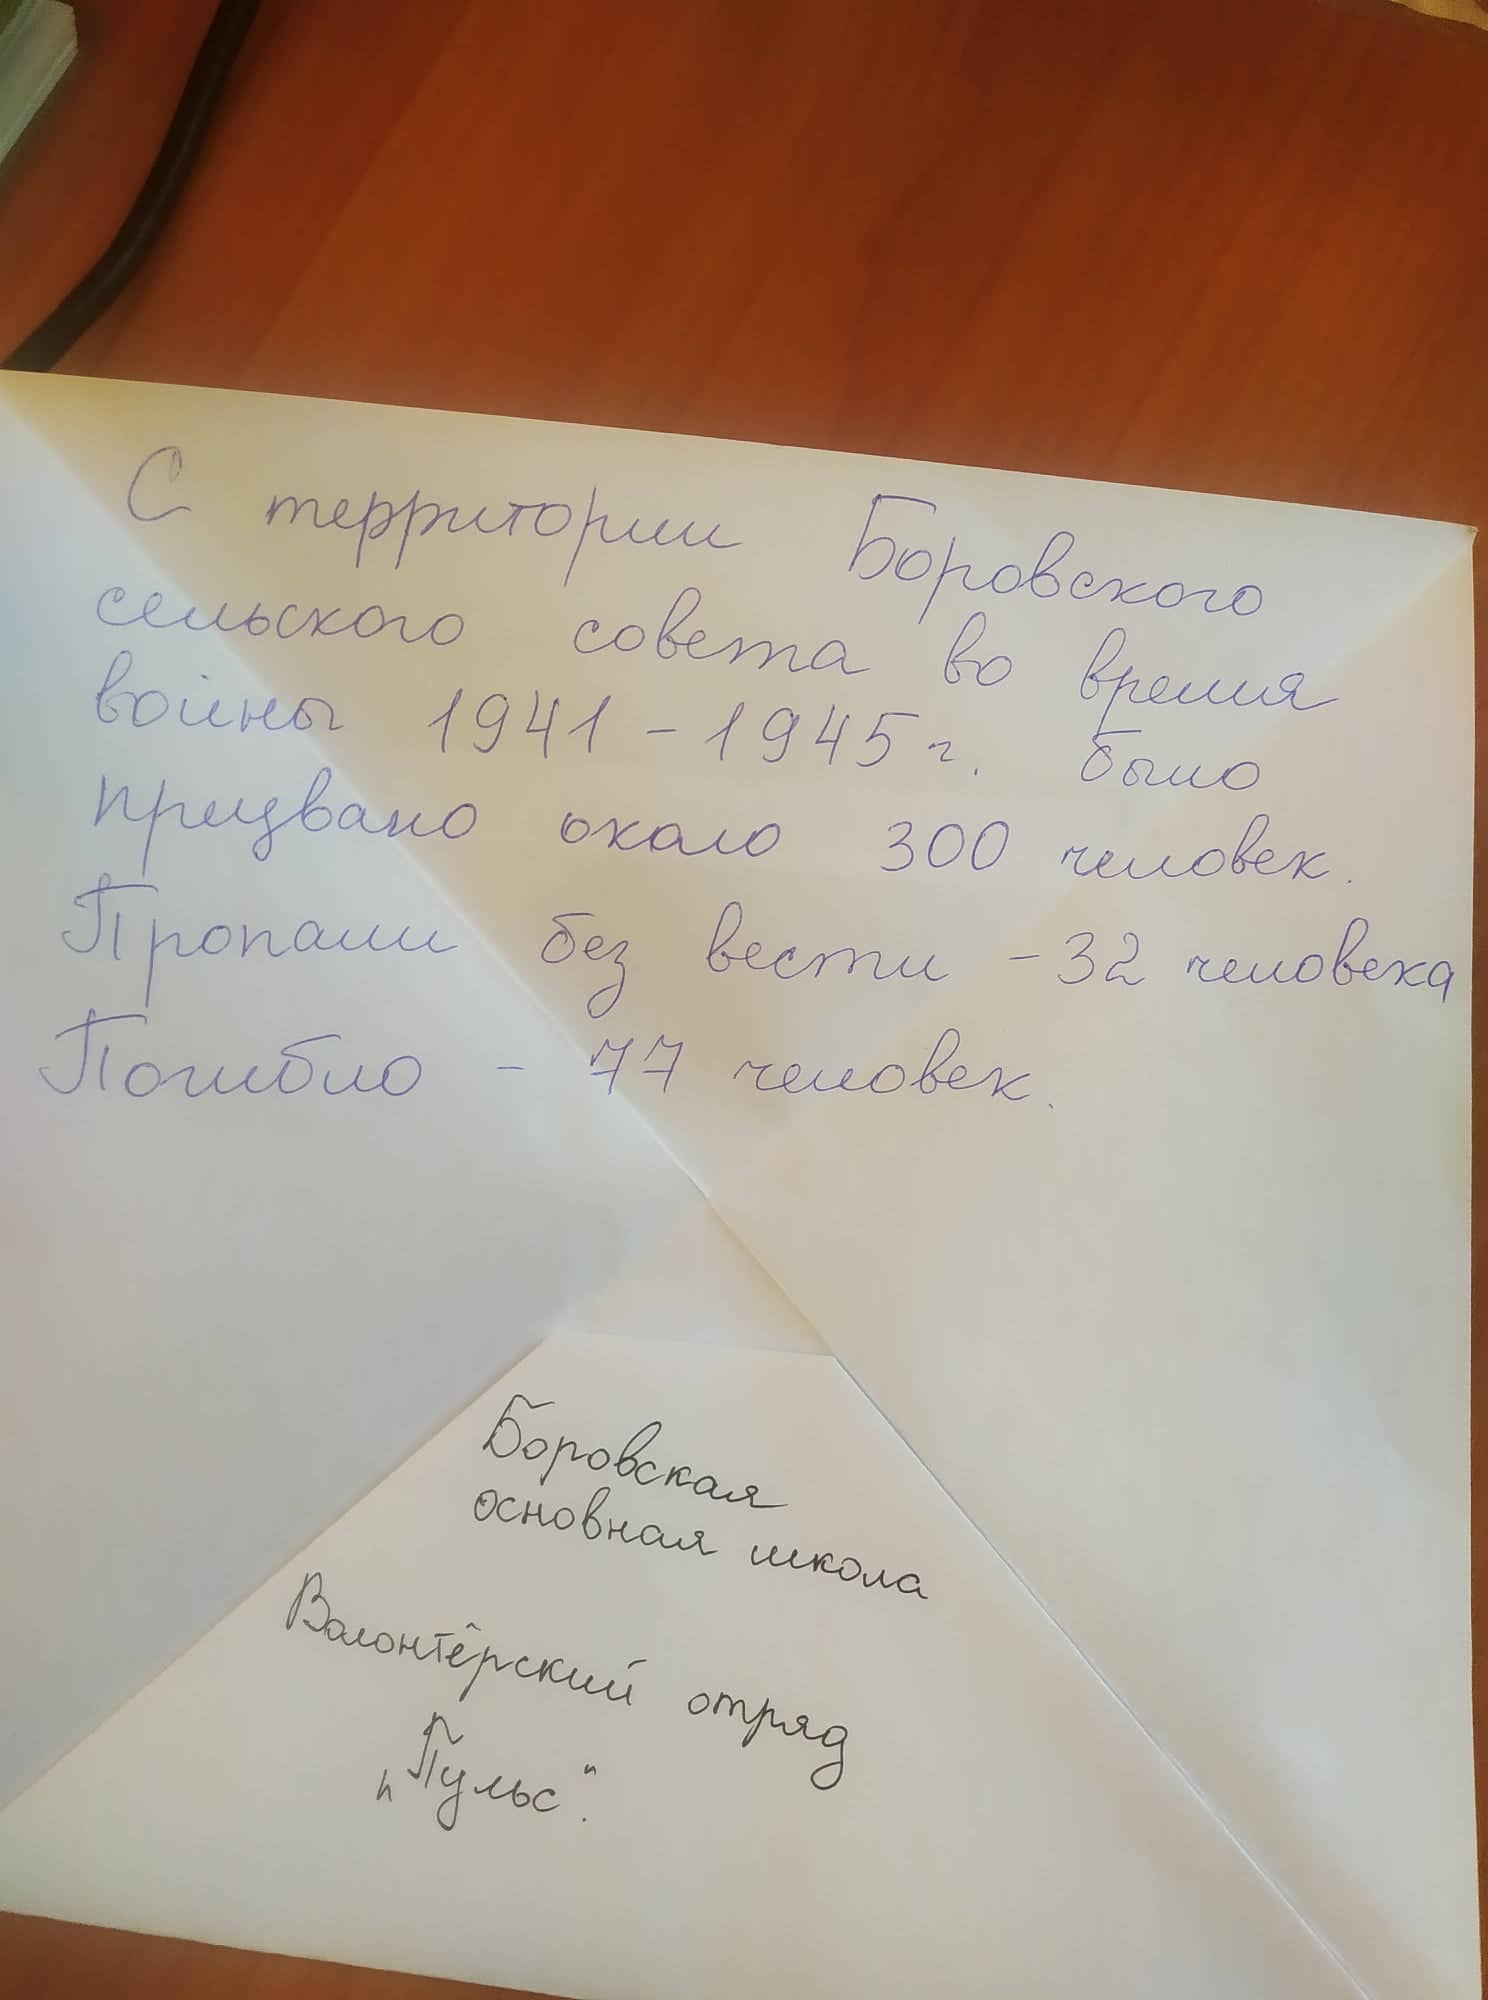 С территории Боровского
сельского совета во время
войны 1941-1945 г. было
призвано около 300 человек.
Пропали без вести - 32 человека
Погибло - 77 человек.
Боровская
основная школа
Волонтёрский отряд
„Пульс".